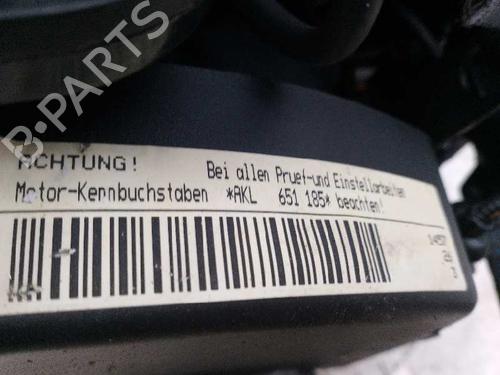 B-PARTS
ACHTUNG!
Bei allen Pruef-und Einstellarbeiten
Motor-Kennbuchstaben *AKL 651 185* beachten!